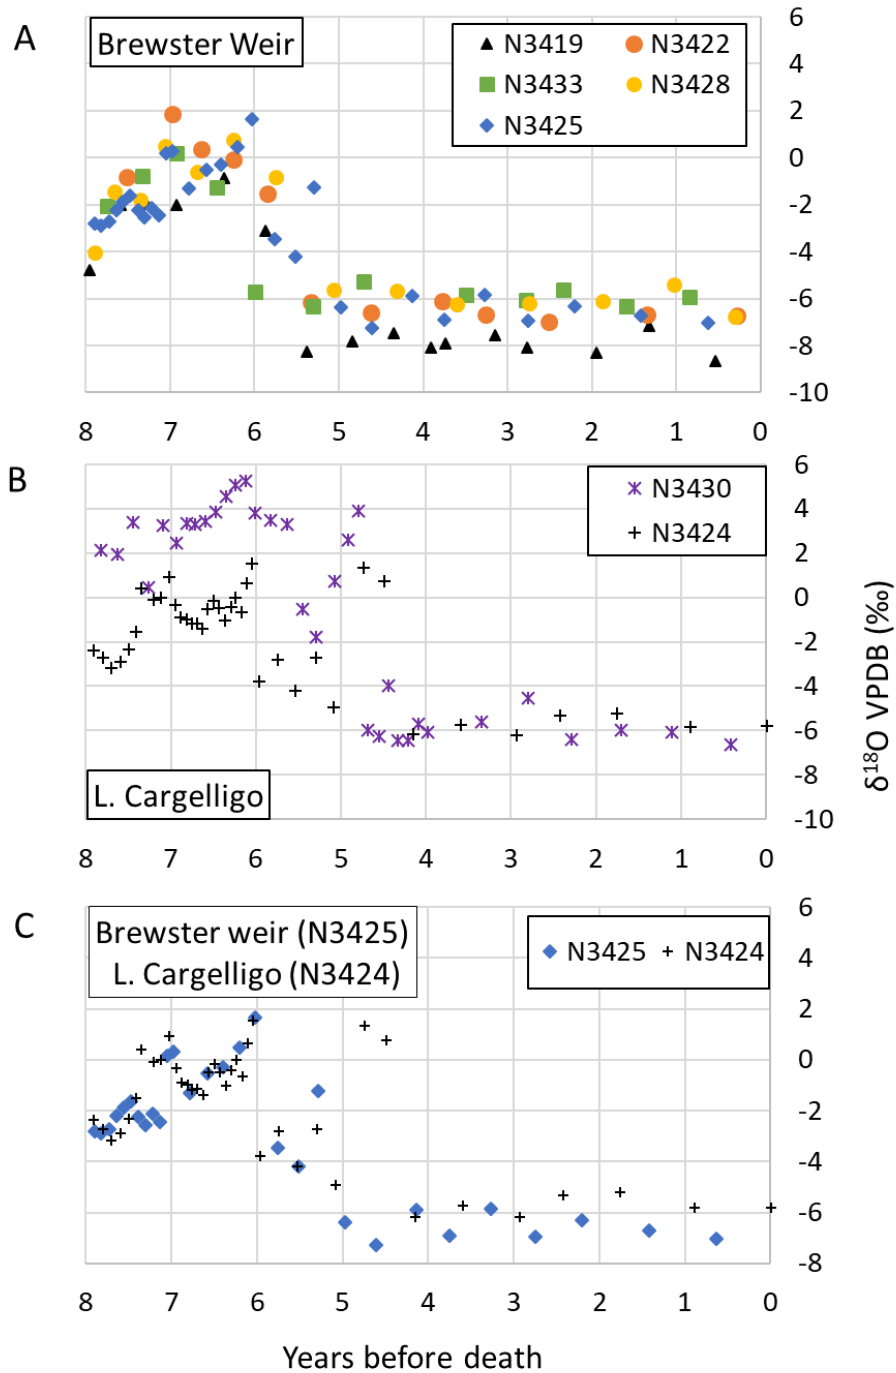 A
Brewster Weir
N3419 N3422
N3433 N3428
N3425
6
4
2
0
-2
-4
-6
-8
-10
8 7 6 5 4 3 2 1 0
B
N3430
N3424
L. Cargelligo
6
4
2
0
-2
-4
-6
-8
-10
8 7 6 5 4 3 2 1 0
δ18O VPDB (‰)
C
Brewster weir (N3425)
L. Cargelligo (N3424)
N3425 N3424
6
4
2
0
-2
-4
-6
-8
8 7 6 5 4 3 2 1 0
Years before death